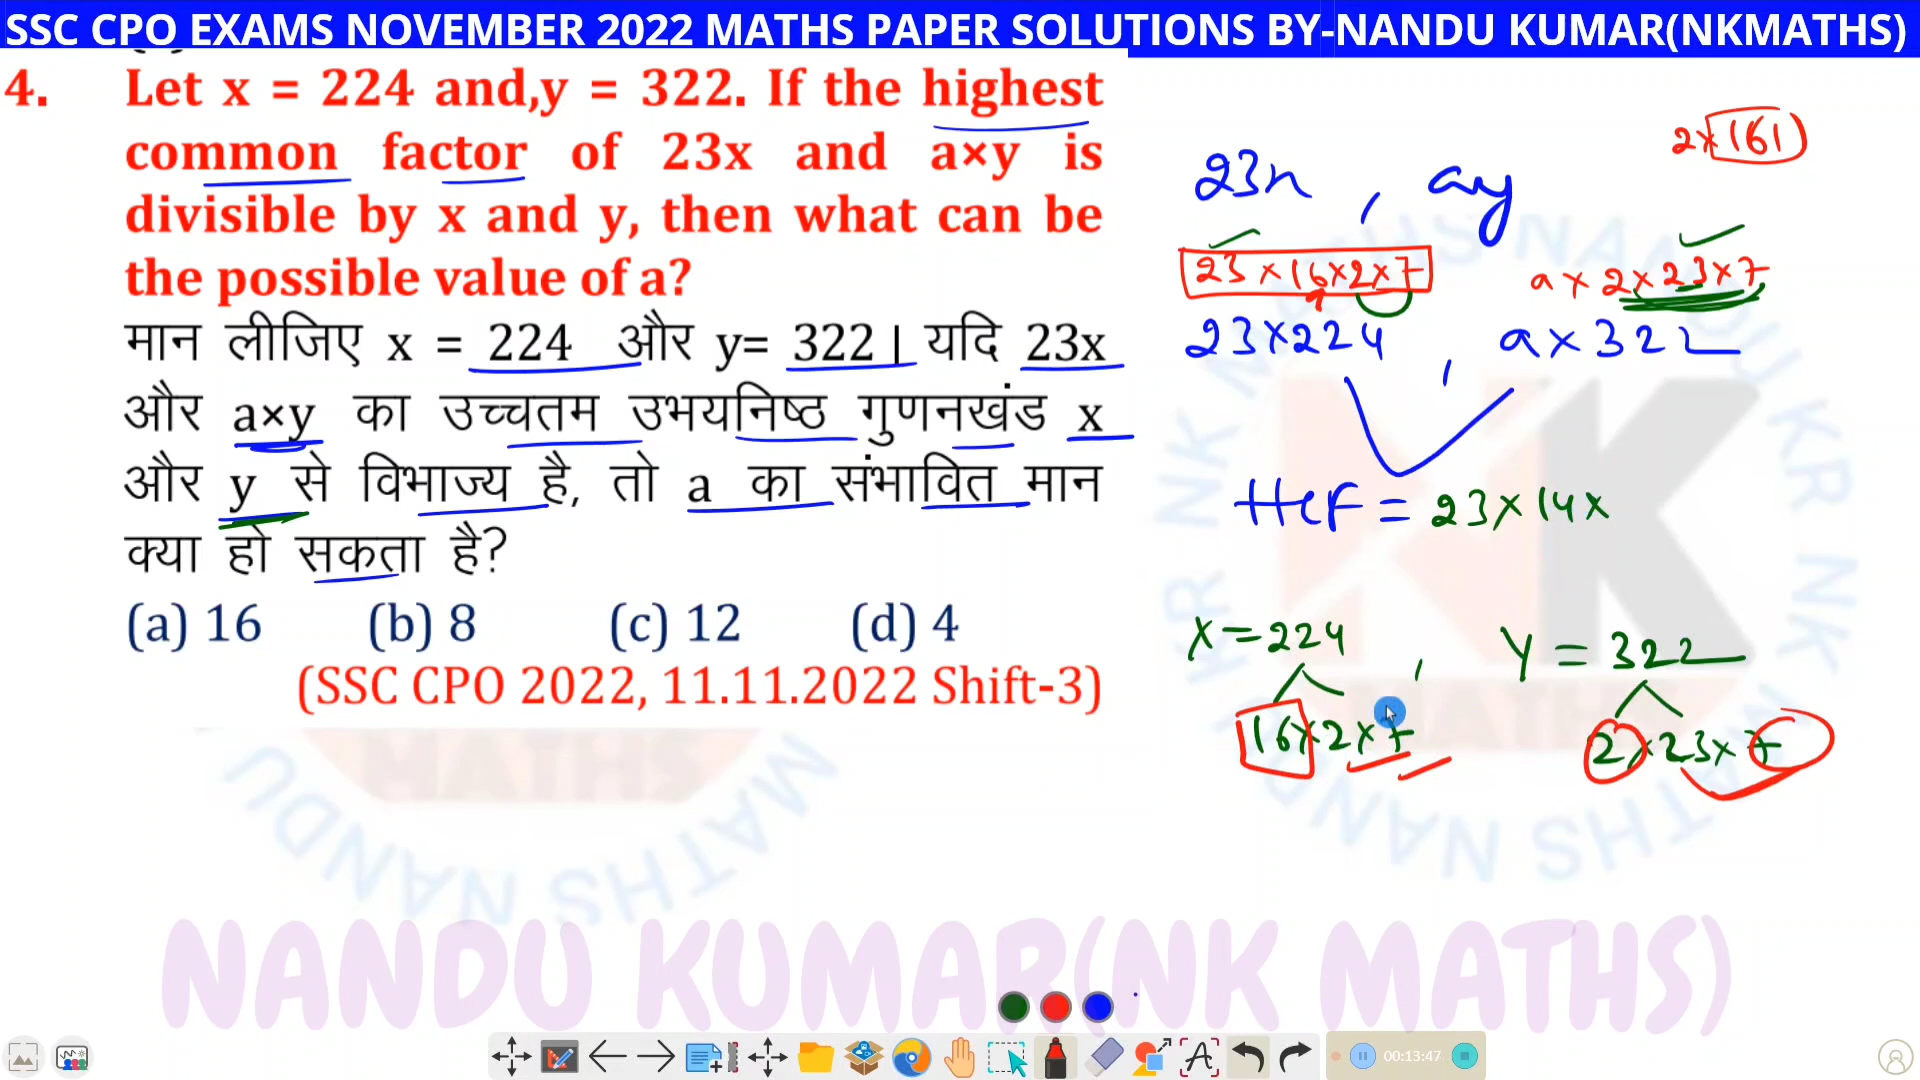 SSC CPO EXAMS NOVEMBER 2022 MATHS PAPER SOLUTIONS BY-NANDU KUMAR(NKMATHS)
4. Let x = 224 and,y = 322. If the highest
common factor of 23x and a×y is
divisible by x and y, then what can be
the possible value of a?
मान लीजिए x = 224 और y= 322। यदि 23x
और a×y का उच्चतम उभयनिष्ठ गुणनखंड x
और y से विभाज्य है, तो a का संभावित मान
क्या हो सकता है?
(a) 16 (b) 8 (c) 12 (d) 4
(SSC CPO 2022, 11.11.2022 Shift-3)
2×161
23x , ay
23×16×2×7 a×2×23×7
23×224 , a×322
HCF = 23×14×
x=224 , y = 322
16×2×7 2×23×7
NANDU KUMAR(NK MATHS)
00:13:47